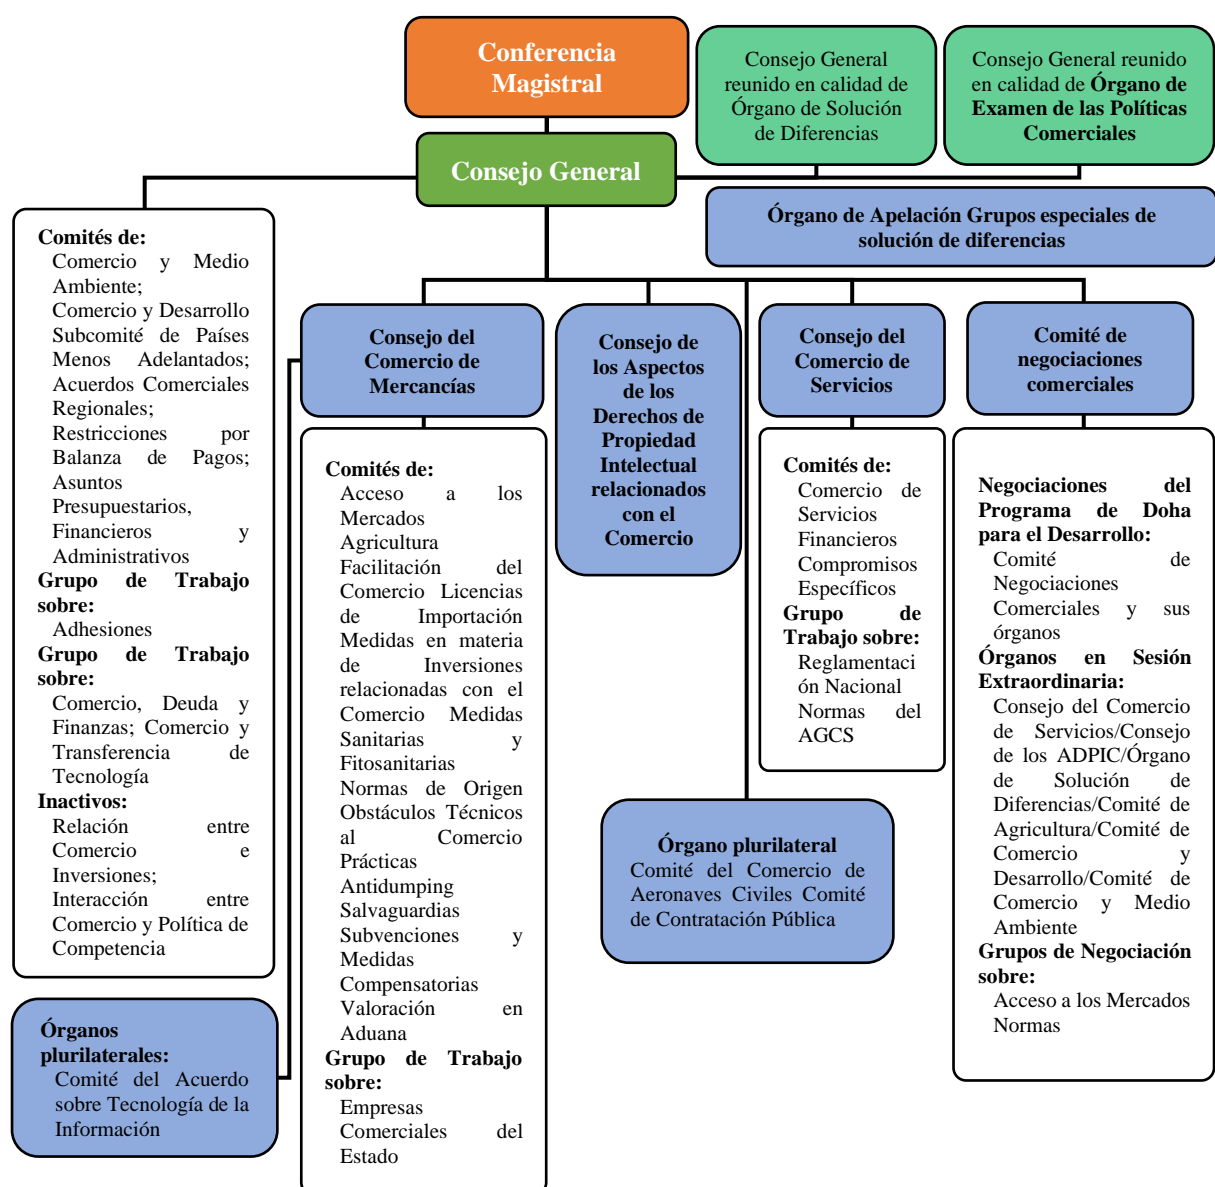 Conferencia
Magistral
Consejo General
reunido en calidad de
Órgano de Solución
de Diferencias
Consejo General reunido
en calidad de Órgano de
Examen de las Políticas
Comerciales
Consejo General
Órgano de Apelación Grupos especiales de
solución de diferencias
Comités de:
Comercio y Medio
Ambiente;
Comercio y Desarrollo
Subcomité de Países
Menos Adelantados;
Acuerdos Comerciales
Regionales;
Restricciones por
Balanza de Pagos;
Asuntos
Presupuestarios,
Financieros y
Administrativos
Grupo de Trabajo
sobre:
Adhesiones
Grupo de Trabajo
sobre:
Comercio, Deuda y
Finanzas; Comercio y
Transferencia de
Tecnología
Inactivos:
Relación entre
Comercio e
Inversiones;
Interacción entre
Comercio y Política de
Competencia
Órganos
plurilaterales:
Comité del Acuerdo
sobre Tecnología de la
Información
Consejo del
Comercio de
Mercancías
Comités de:
Acceso a los
Mercados
Agricultura
Facilitación del
Comercio Licencias
de Importación
Medidas en materia
de Inversiones
relacionadas con el
Comercio Medidas
Sanitarias y
Fitosanitarias
Normas de Origen
Obstáculos Técnicos
al Comercio
Prácticas
Antidumping
Salvaguardias
Subvenciones y
Medidas
Compensatorias
Valoración en
Aduana
Grupo de Trabajo
sobre:
Empresas
Comerciales del
Estado
Consejo de
los Aspectos
de los
Derechos de
Propiedad
Intelectual
relacionados
con el
Comercio
Órgano plurilateral
Comité del Comercio de
Aeronaves Civiles Comité
de Contratación Pública
Consejo del
Comercio de
Servicios
Comités de:
Comercio de
Servicios
Financieros
Compromisos
Específicos
Grupo de
Trabajo sobre:
Reglamentaci
ón Nacional
Normas del
AGCS
Comité de
negociaciones
comerciales
Negociaciones del
Programa de Doha
para el Desarrollo:
Comité de
Negociaciones
Comerciales y sus
órganos
Órganos en Sesión
Extraordinaria:
Consejo del Comercio
de Servicios/Consejo
de los ADPIC/Órgano
de Solución de
Diferencias/Comité de
Agricultura/Comité de
Comercio y
Desarrollo/Comité de
Comercio y Medio
Ambiente
Grupos de Negociación
sobre:
Acceso a los Mercados
Normas